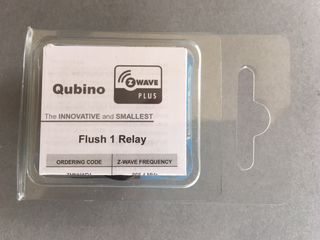 Qubino
Z-WAVE
PLUS
The INNOVATIVE and SMALLEST
Flush 1 Relay
ORDERING CODE
Z-WAVE FREQUENCY